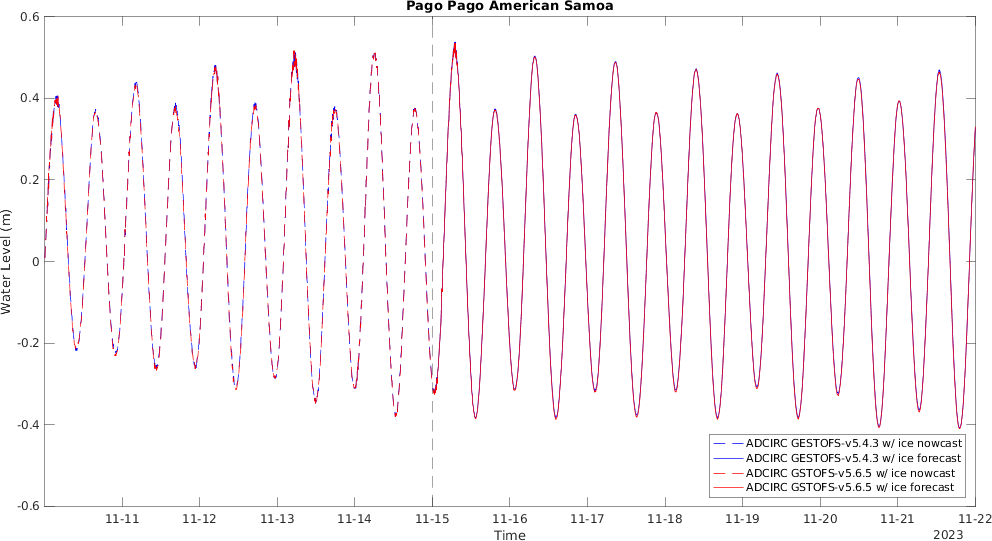 Pago Pago American Samoa
0.6
0.4
0.2
0
-0.2
-0.4
-0.6
Water Level (m)
ADCIRC GESTOFS-v5.4.3 w/ ice nowcast
ADCIRC GESTOFS-v5.4.3 w/ ice forecast
ADCIRC GSTOFS-v5.6.5 w/ ice nowcast
ADCIRC GSTOFS-v5.6.5 w/ ice forecast
11-11 11-12 11-13 11-14 11-15 11-16 11-17 11-18 11-19 11-20 11-21 11-22
Time
2023